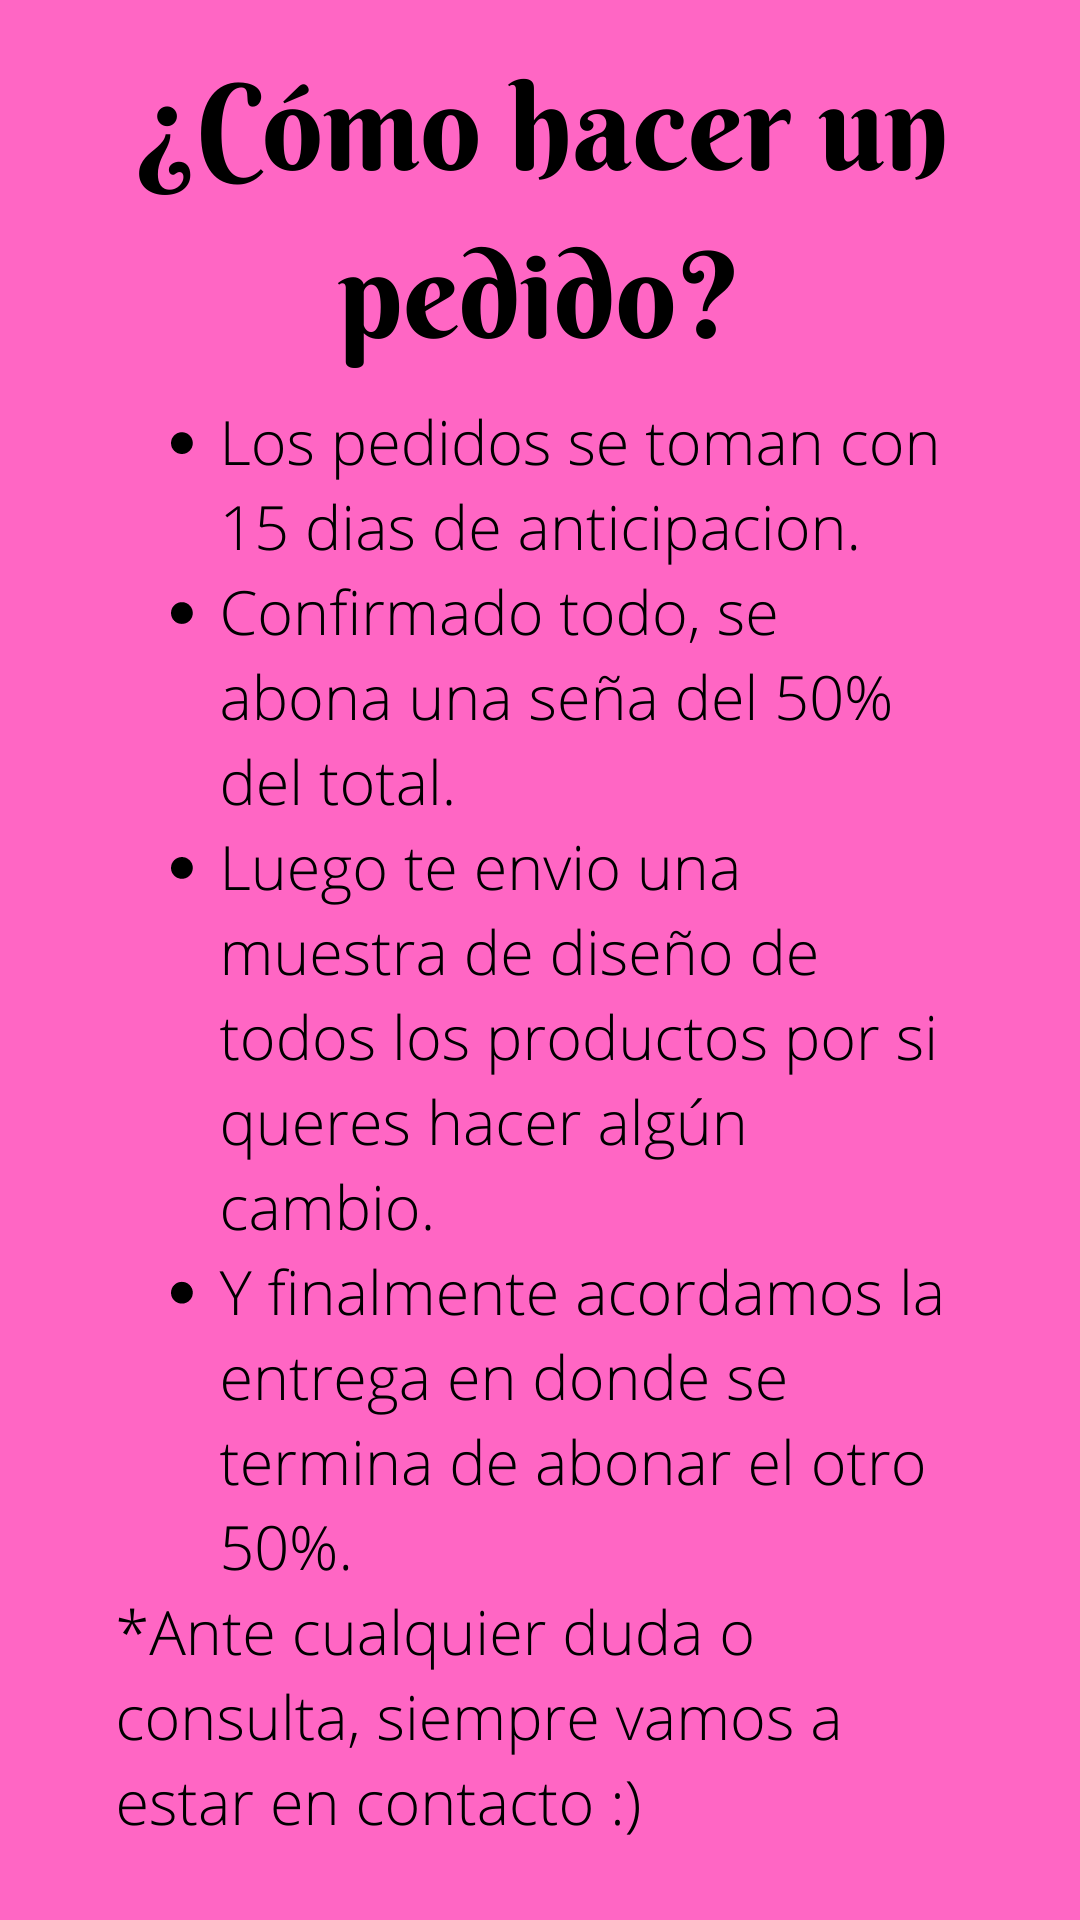 ¿Cómo hacer un
pedido?
• Los pedidos se toman con
15 dias de anticipacion.
• Confirmado todo, se
abona una seña del 50%
del total.
• Luego te envio una
muestra de diseño de
todos los productos por si
queres hacer algún
cambio.
• Y finalmente acordamos la
entrega en donde se
termina de abonar el otro
50%.
*Ante cualquier duda o
consulta, siempre vamos a
estar en contacto :)